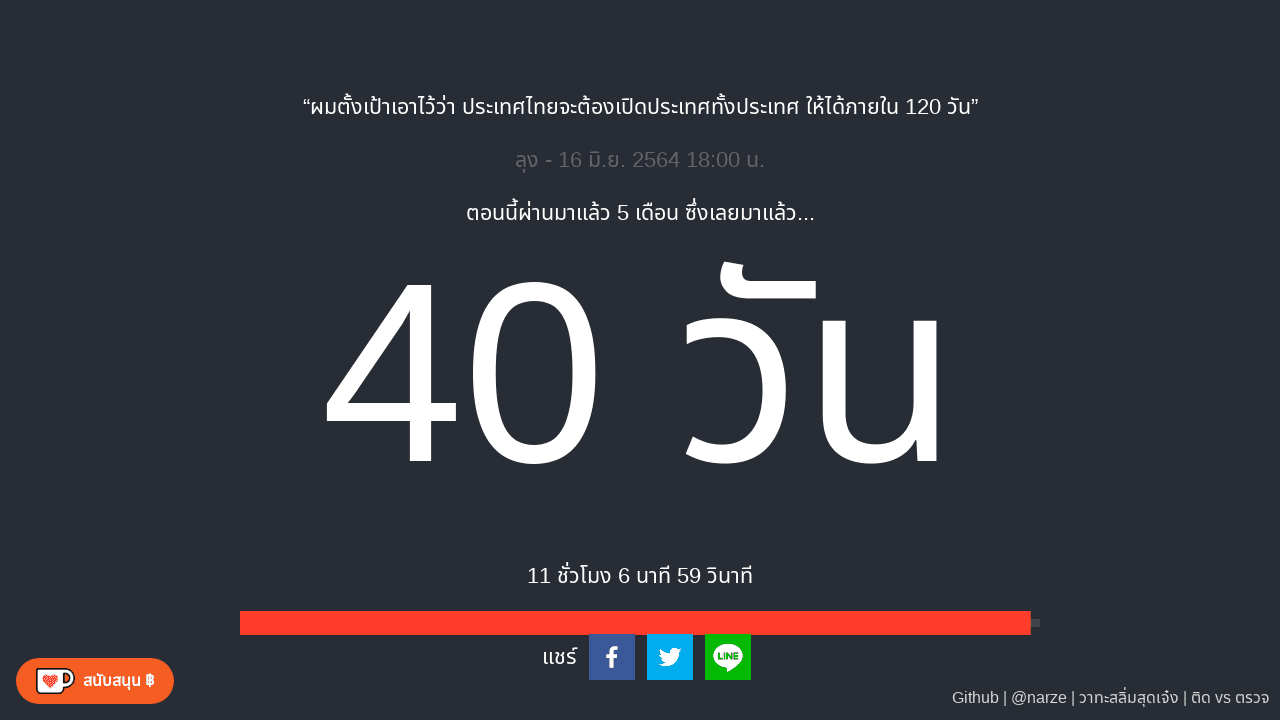 “ผมตั้งเป้าเอาไว้ว่า ประเทศไทยจะต้องเปิดประเทศทั้งประเทศ ให้ได้ภายใน 120 วัน”
ลุง - 16 มิ.ย. 2564 18:00 น.
ตอนนี้ผ่านมาแล้ว 5 เดือน ซึ่งเลยมาแล้ว...
40 วัน
11 ชั่วโมง 6 นาที 59 วินาที
แชร์
LINE
สนับสนุน ฿
Github | @narze | วาทะสลิ่มสุดเจ๋ง | ติด vs ตรวจ